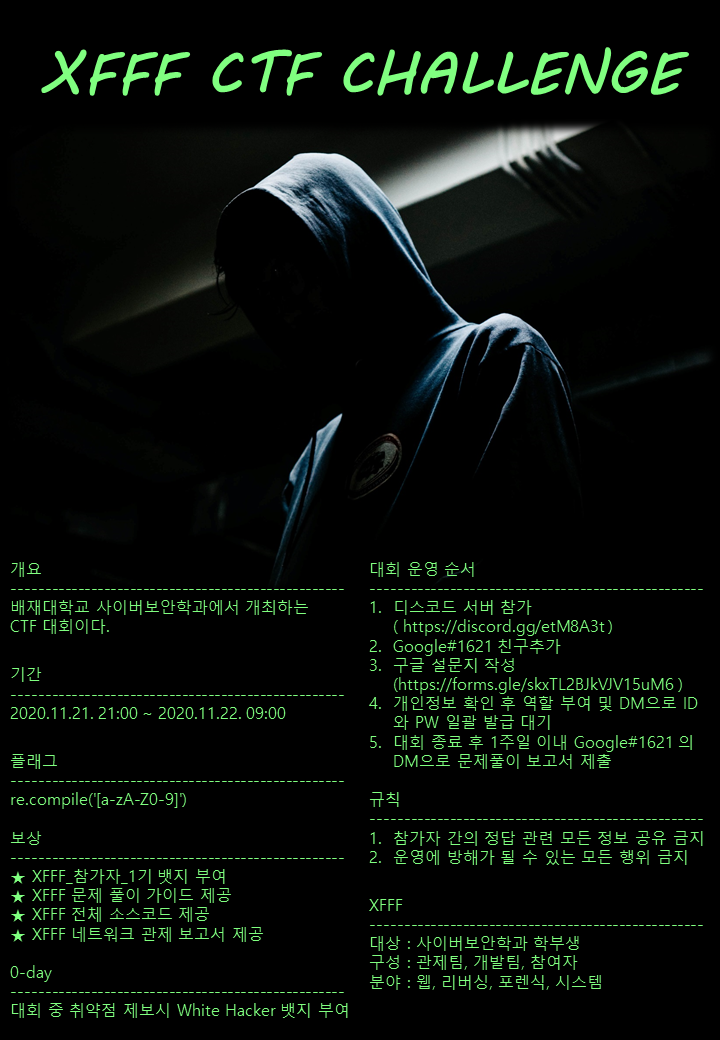 XFFF CTF CHALLENGE
개요
배재대학교 사이버보안학과에서 개최하는
CTF 대회이다.
기간
2020.11.21. 21:00 ~ 2020.11.22. 09:00
플래그
re.compile('[a-zA-Z0-9]')
보상
★ XFFF_참가자_1기 뱃지 부여
★ XFFF 문제 풀이 가이드 제공
★ XFFF 전체 소스코드 제공
★ XFFF 네트워크 관제 보고서 제공
0-day
대회 중 취약점 제보시 White Hacker 뱃지 부여
대회 운영 순서
1. 디스코드 서버 참가
( https://discord.gg/etM8A3t )
2. Google#1621 친구추가
3. 구글 설문지 작성
(https://forms.gle/skxTL2BJkVJV15uM6 )
4. 개인정보 확인 후 역할 부여 및 DM으로 ID
와 PW 일괄 발급 대기
5. 대회 종료 후 1주일 이내 Google#1621 의
DM으로 문제풀이 보고서 제출
규칙
1. 참가자 간의 정답 관련 모든 정보 공유 금지
2. 운영에 방해가 될 수 있는 모든 행위 금지
XFFF
대상 : 사이버보안학과 학부생
구성 : 관제팀, 개발팀, 참여자
분야 : 웹, 리버싱, 포렌식, 시스템